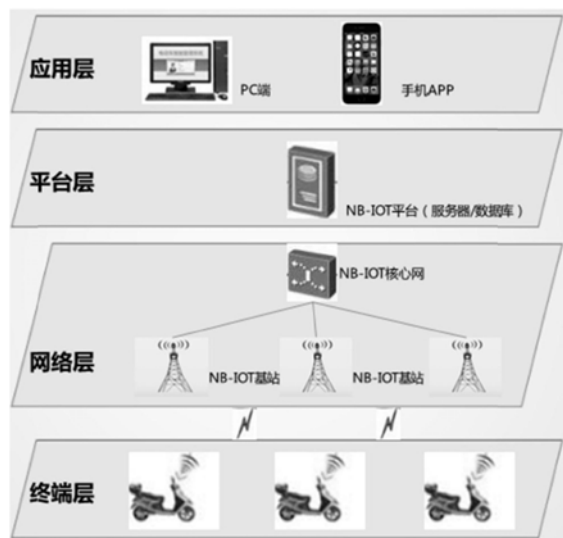 应用层
PC端
手机APP
平台层
NB-IOT平台（服务器/数据库）
NB-IOT核心网
网络层
NB-IOT基站
NB-IOT基站
终端层